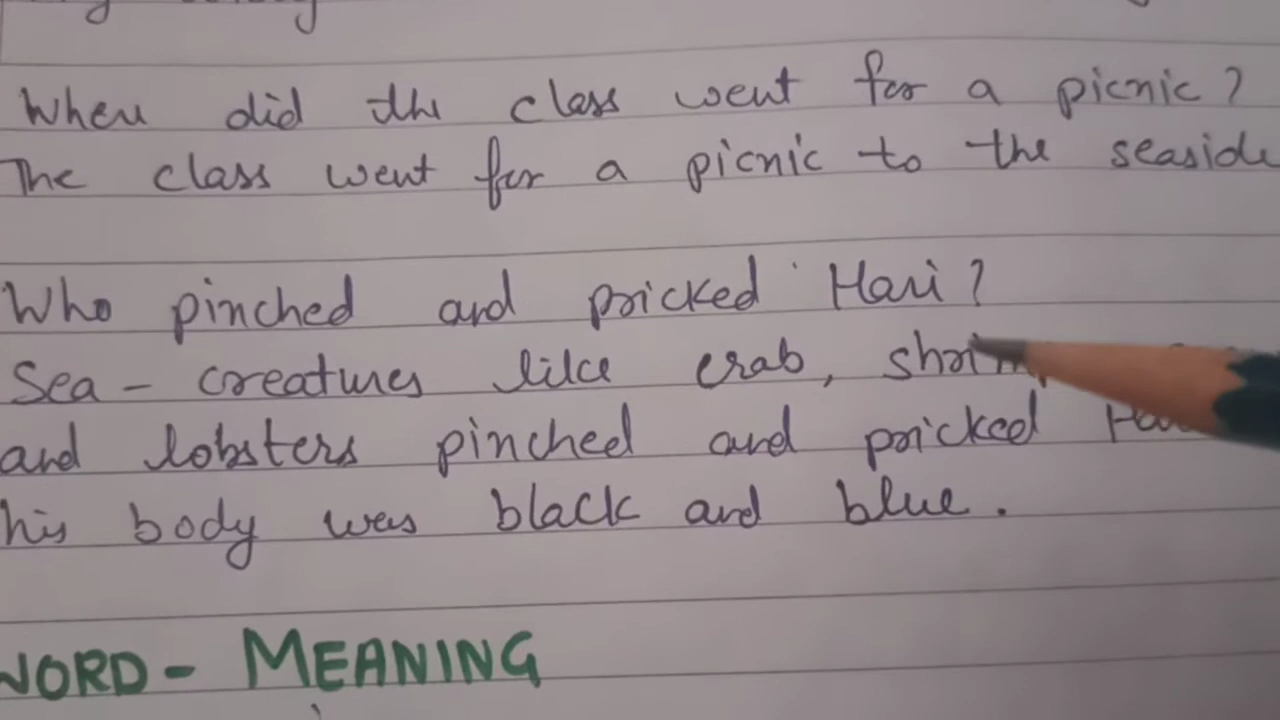 When did the class went for a picnic?
The class went for a picnic to the seaside
Who pinched and pricked Hari?
Sea - creatures like crab,
and lobsters pinched and pricked
his body was black and blue.
WORD - MEANING